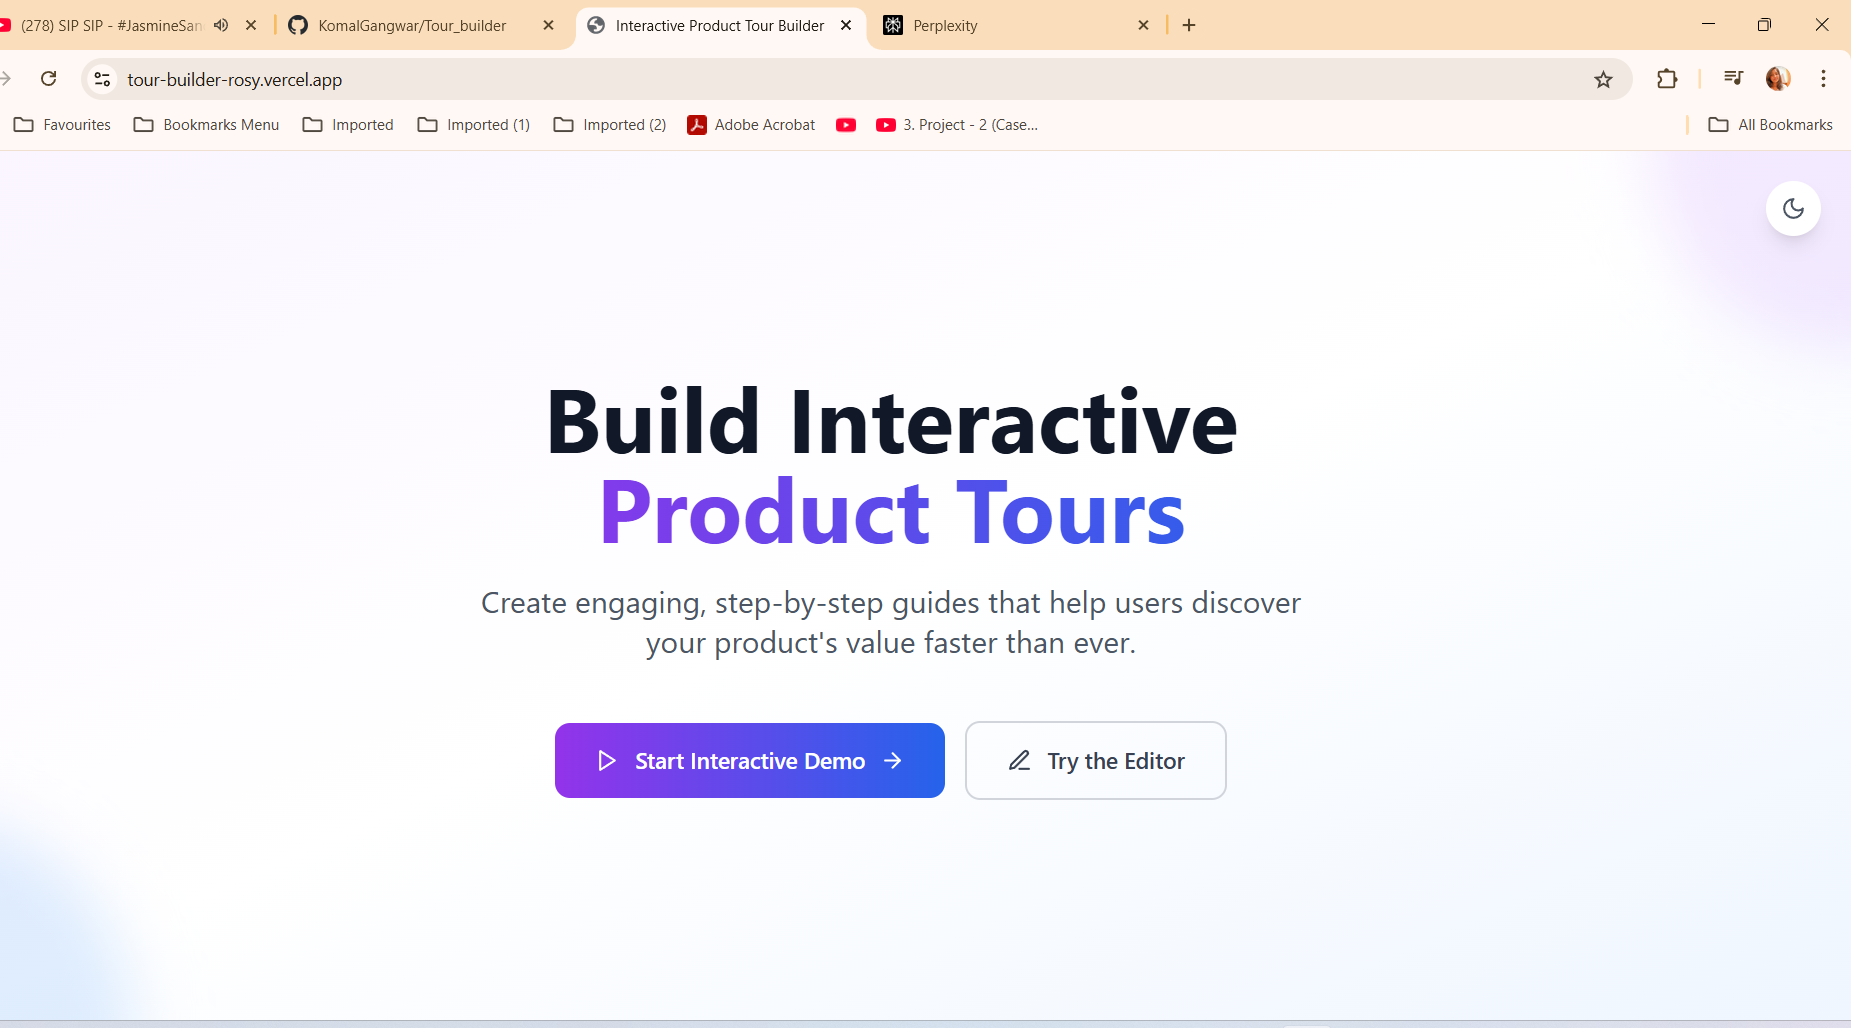 (278) SIP SIP - #JasmineSan
KomalGangwar/Tour_builder
Interactive Product Tour Builder
Perplexity
tour-builder-rosy.vercel.app
Favourites
Bookmarks Menu
Imported
Imported (1)
Imported (2)
Adobe Acrobat
3. Project - 2 (Case...
All Bookmarks
Build Interactive
Product Tours
Create engaging, step-by-step guides that help users discover
your product's value faster than ever.
Start Interactive Demo
Try the Editor